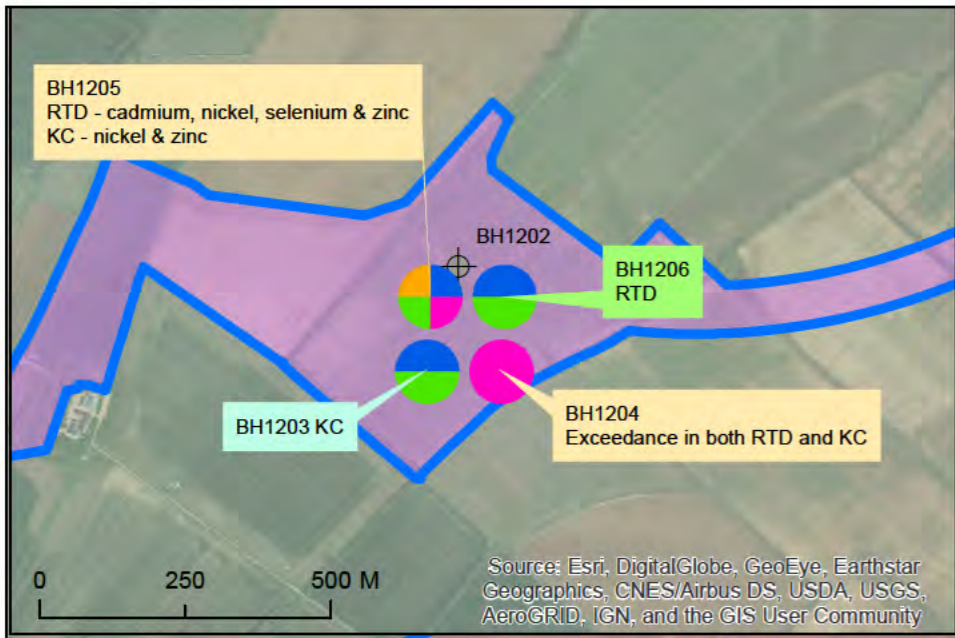 BH1205
RTD - cadmium, nickel, selenium & zinc
KC - nickel & zinc
BH1202
BH1206
RTD
BH1203 KC
BH1204
Exceedance in both RTD and KC
0 250 500 M
Source: Esri, DigitalGlobe, GeoEye, Earthstar
Geographics, CNES/Airbus DS, USDA, USGS,
AeroGRID, IGN, and the GIS User Community